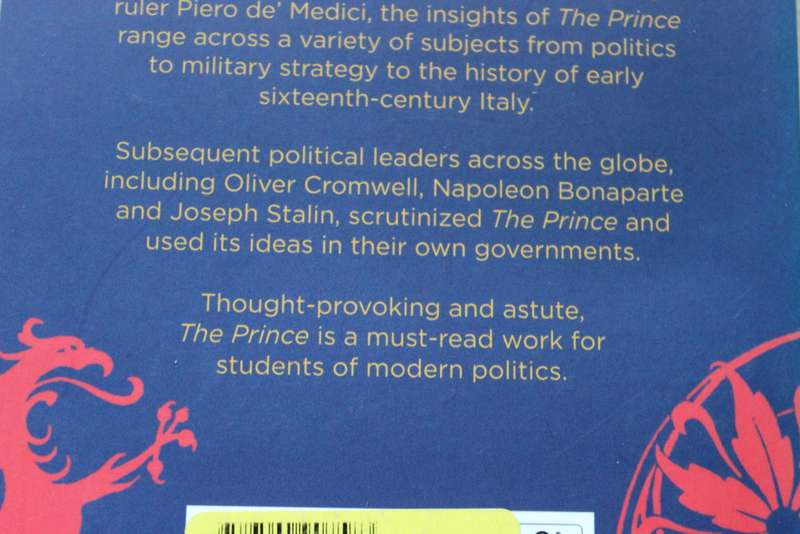 ruler Piero de' Medici, the insights of The Prince
range across a variety of subjects from politics
to military strategy to the history of early
sixteenth-century Italy.
Subsequent political leaders across the globe,
including Oliver Cromwell, Napoleon Bonaparte
and Joseph Stalin, scrutinized The Prince and
used its ideas in their own governments.
Thought-provoking and astute,
The Prince is a must-read work for
students of modern politics.